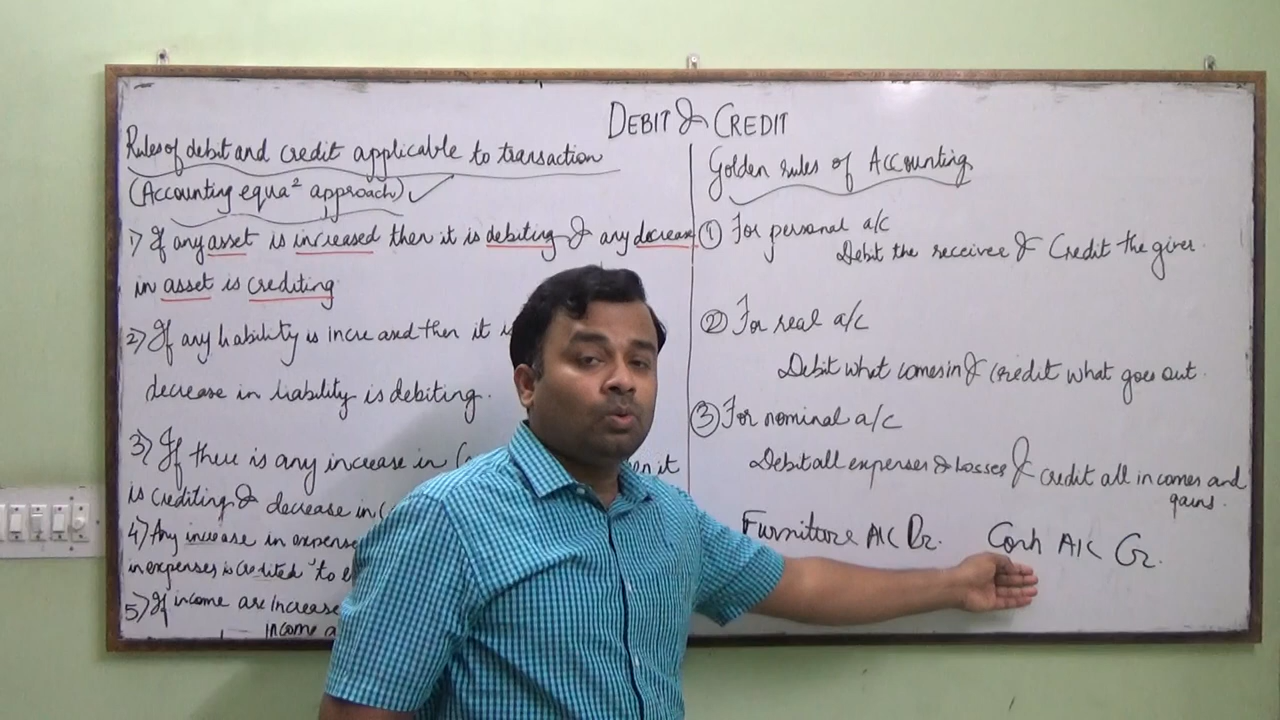 DEBIT & CREDIT
Rules of debit and credit applicable to transaction
(Accounting equa² approach) ✓
1) If any asset is increased then it is debiting & any decrease
in asset is crediting
2) If any liability is increased then it is
decrease in liability is debiting.
3) If there is any increase in
it
is crediting & decrease in
4) Any increase in expense
in expenses is credited
5) If income are increase
income
Golden rules of Accounting
① For personal a/c
Debit the receiver & Credit the giver
② For real a/c
Debit what comes in & credit what goes out.
③ For nominal a/c
Debit all expenses & losses & credit all incomes and
gains.
Furniture A/C Dr. Cash A/C Cr.